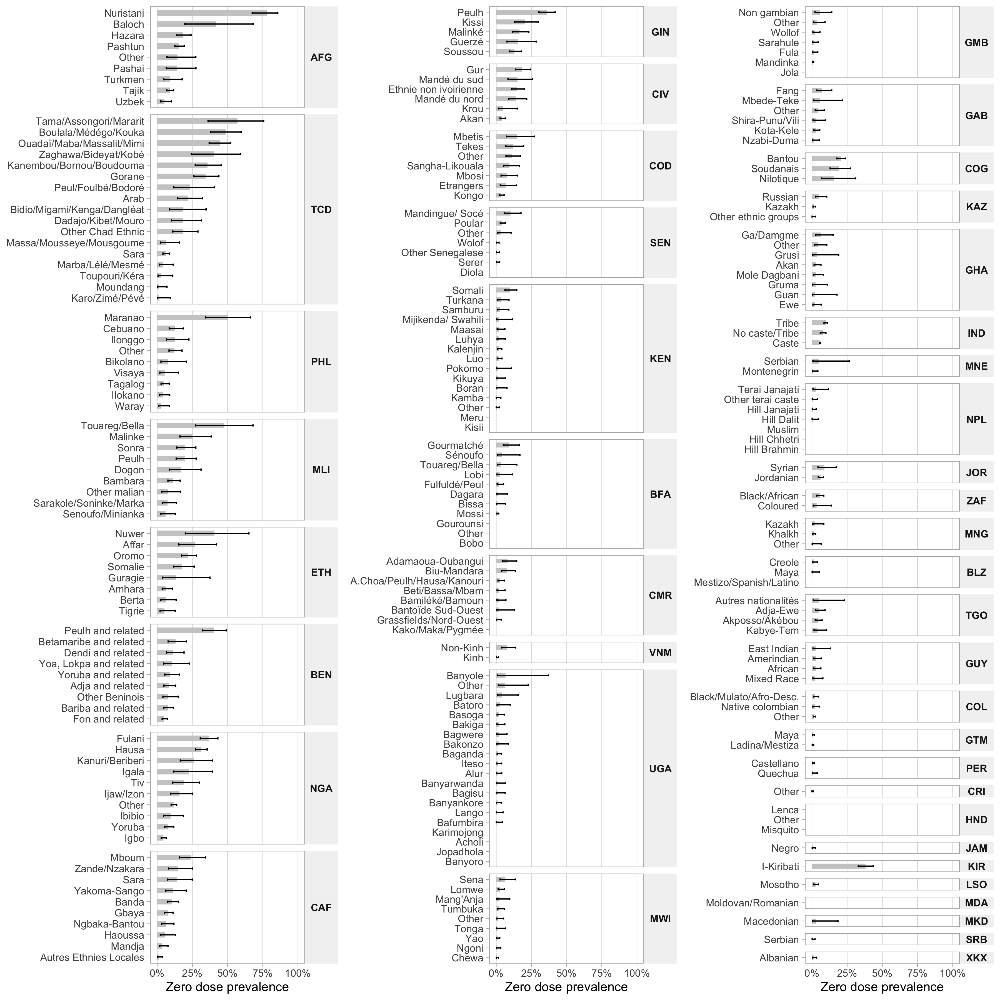 Nuristani
Baloch
Hazara
Pashtun
Other
Pashai
Turkmen
Tajik
Uzbek
AFG
Tama/Assongori/Mararit
Boulala/Médégo/Kouka
Ouadaï/Maba/Massalit/Mimi
Zaghawa/Bideyat/Kobé
Kanembou/Bornou/Boudouma
Gorane
Peul/Foulbé/Bodoré
Arab
Bidio/Migami/Kenga/Dangléat
Dadajo/Kibet/Mouro
Other Chad Ethnic
Massa/Mousseye/Mousgoume
Sara
Marba/Lélé/Mesmé
Toupouri/Kéra
Moundang
Karo/Zimé/Pévé
TCD
Maranao
Cebuano
Ilonggo
Other
Bikolano
Visaya
Tagalog
Ilokano
Waray
PHL
Touareg/Bella
Malinke
Sonra
Peulh
Dogon
Bambara
Other malian
Sarakole/Soninke/Marka
Senoufo/Minianka
MLI
Nuwer
Affar
Oromo
Somalie
Guragie
Amhara
Berta
Tigrie
ETH
Peulh and related
Betamaribe and related
Dendi and related
Yoa, Lokpa and related
Yoruba and related
Adja and related
Other Beninois
Bariba and related
Fon and related
BEN
Fulani
Hausa
Kanuri/Beriberi
Igala
Tiv
Ijaw/Izon
Other
Ibibio
Yoruba
Igbo
NGA
Mboum
Zande/Nzakara
Sara
Yakoma-Sango
Banda
Gbaya
Ngbaka-Bantou
Haoussa
Mandja
Autres Ethnies Locales
CAF
0% 25% 50% 75% 100%
Zero dose prevalence
Peulh
Kissi
Malinké
Guerzé
Soussou
GIN
Gur
Mandé du sud
Ethnie non ivoirienne
Mandé du nord
Krou
Akan
CIV
Mbetis
Tekes
Other
Sangha-Likouala
Mbosi
Etrangers
Kongo
COD
Mandingue/ Socé
Poular
Other
Wolof
Other Senegalese
Serer
Diola
SEN
Somali
Turkana
Samburu
Mijikenda/ Swahili
Maasai
Luhya
Kalenjin
Luo
Pokomo
Kikuya
Boran
Kamba
Other
Meru
Kisii
KEN
Gourmatché
Sénoufo
Touareg/Bella
Lobi
Fulfuldé/Peul
Dagara
Bissa
Mossi
Gourounsi
Other
Bobo
BFA
Adamaoua-Oubangui
Biu-Mandara
A.Choa/Peulh/Hausa/Kanouri
Beti/Bassa/Mbam
Bamiléké/Bamoun
Bantoïde Sud-Ouest
Grassfields/Nord-Ouest
Kako/Maka/Pygmée
CMR
Non-Kinh
Kinh
VNM
Banyole
Other
Lugbara
Batoro
Basoga
Bakiga
Bagwere
Bakonzo
Baganda
Iteso
Alur
Banyarwanda
Bagisu
Banyankore
Lango
Bafumbira
Karimojong
Acholi
Jopadhola
Banyoro
UGA
Sena
Lomwe
Mang'Anja
Tumbuka
Other
Tonga
Yao
Ngoni
Chewa
MWI
0% 25% 50% 75% 100%
Zero dose prevalence
Non gambian
Other
Wollof
Sarahule
Fula
Mandinka
Jola
GMB
Fang
Mbede-Teke
Other
Shira-Punu/Vili
Kota-Kele
Nzabi-Duma
GAB
Bantou
Soudanais
Nilotique
COG
Russian
Kazakh
Other ethnic groups
KAZ
Ga/Damgme
Other
Grusi
Akan
Mole Dagbani
Gruma
Guan
Ewe
GHA
Tribe
No caste/Tribe
Caste
IND
Serbian
Montenegrin
MNE
Terai Janajati
Other terai caste
Hill Janajati
Hill Dalit
Muslim
Hill Chhetri
Hill Brahmin
NPL
Syrian
Jordanian
JOR
Black/African
Coloured
ZAF
Kazakh
Khalkh
Other
MNG
Creole
Maya
Mestizo/Spanish/Latino
BLZ
Autres nationalités
Adja-Ewe
Akposso/Akébou
Kabye-Tem
TGO
East Indian
Amerindian
African
Mixed Race
GUY
Black/Mulato/Afro-Desc.
Native colombian
Other
COL
Maya
Ladina/Mestiza
GTM
Castellano
Quechua
PER
Other
CRI
Lenca
Other
Misquito
HND
Negro
JAM
I-Kiribati
KIR
Mosotho
LSO
Moldovan/Romanian
MDA
Macedonian
MKD
Serbian
SRB
Albanian
XKX
0% 25% 50% 75% 100%
Zero dose prevalence